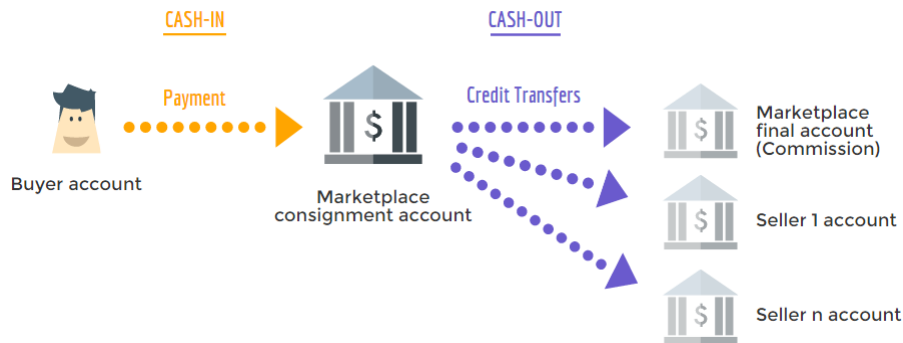 CASH-IN
CASH-OUT
Payment
Credit Transfers
$
$
Marketplace
final account
(Commission)
Buyer account
Marketplace
consignment account
$
Seller 1 account
$
Seller n account